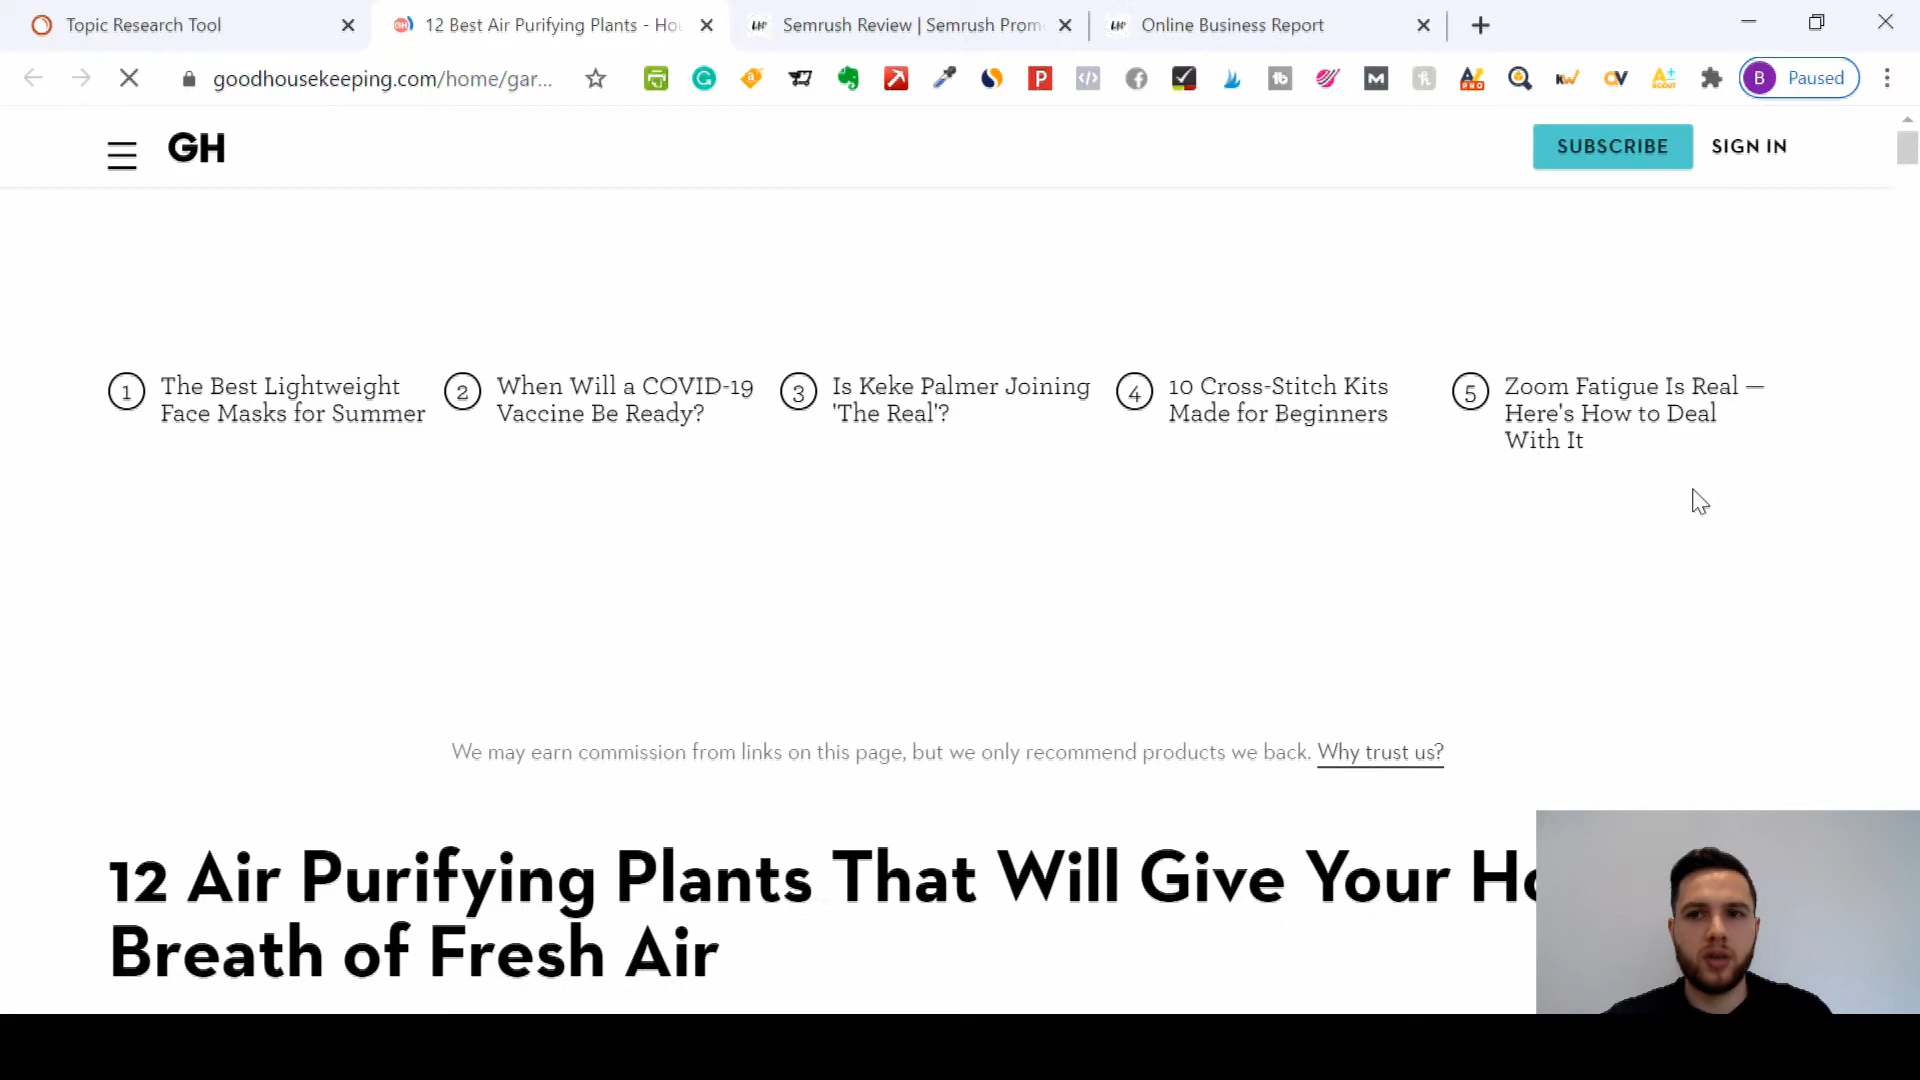 Topic Research Tool
12 Best Air Purifying Plants - Hou
Semrush Review | Semrush Prom
Online Business Report
goodhousekeeping.com/home/gar...
B Paused
GH
SUBSCRIBE
SIGN IN
1 The Best Lightweight
Face Masks for Summer
2 When Will a COVID-19
Vaccine Be Ready?
3 Is Keke Palmer Joining
'The Real'?
4 10 Cross-Stitch Kits
Made for Beginners
5 Zoom Fatigue Is Real —
Here's How to Deal
With It
We may earn commission from links on this page, but we only recommend products we back. Why trust us?
12 Air Purifying Plants That Will Give Your Ho
Breath of Fresh Air